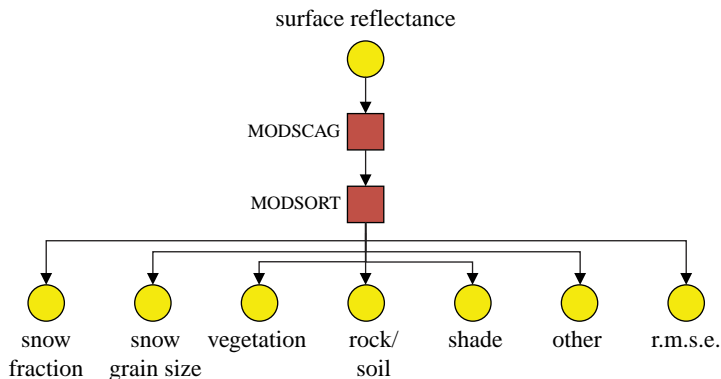 surface reflectance
MODSCAG
MODSORT
snow
fraction
snow
grain size
vegetation
rock/
soil
shade
other
r.m.s.e.